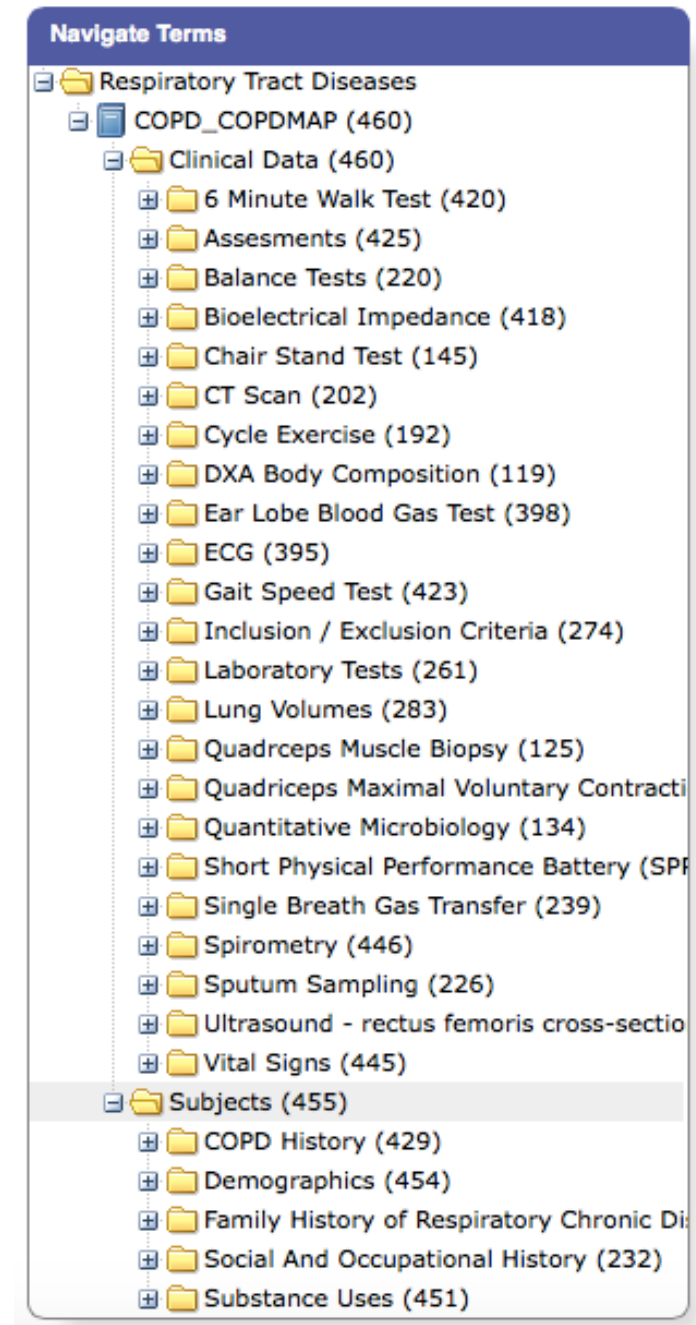 Navigate Terms
Respiratory Tract Diseases
COPD_COPDMAP (460)
Clinical Data (460)
6 Minute Walk Test (420)
Assesments (425)
Balance Tests (220)
Bioelectrical Impedance (418)
Chair Stand Test (145)
CT Scan (202)
Cycle Exercise (192)
DXA Body Composition (119)
Ear Lobe Blood Gas Test (398)
ECG (395)
Gait Speed Test (423)
Inclusion / Exclusion Criteria (274)
Laboratory Tests (261)
Lung Volumes (283)
Quadrceps Muscle Biopsy (125)
Quadriceps Maximal Voluntary Contracti
Quantitative Microbiology (134)
Short Physical Performance Battery (SPP
Single Breath Gas Transfer (239)
Spirometry (446)
Sputum Sampling (226)
Ultrasound - rectus femoris cross-sectio
Vital Signs (445)
Subjects (455)
COPD History (429)
Demographics (454)
Family History of Respiratory Chronic Di
Social And Occupational History (232)
Substance Uses (451)